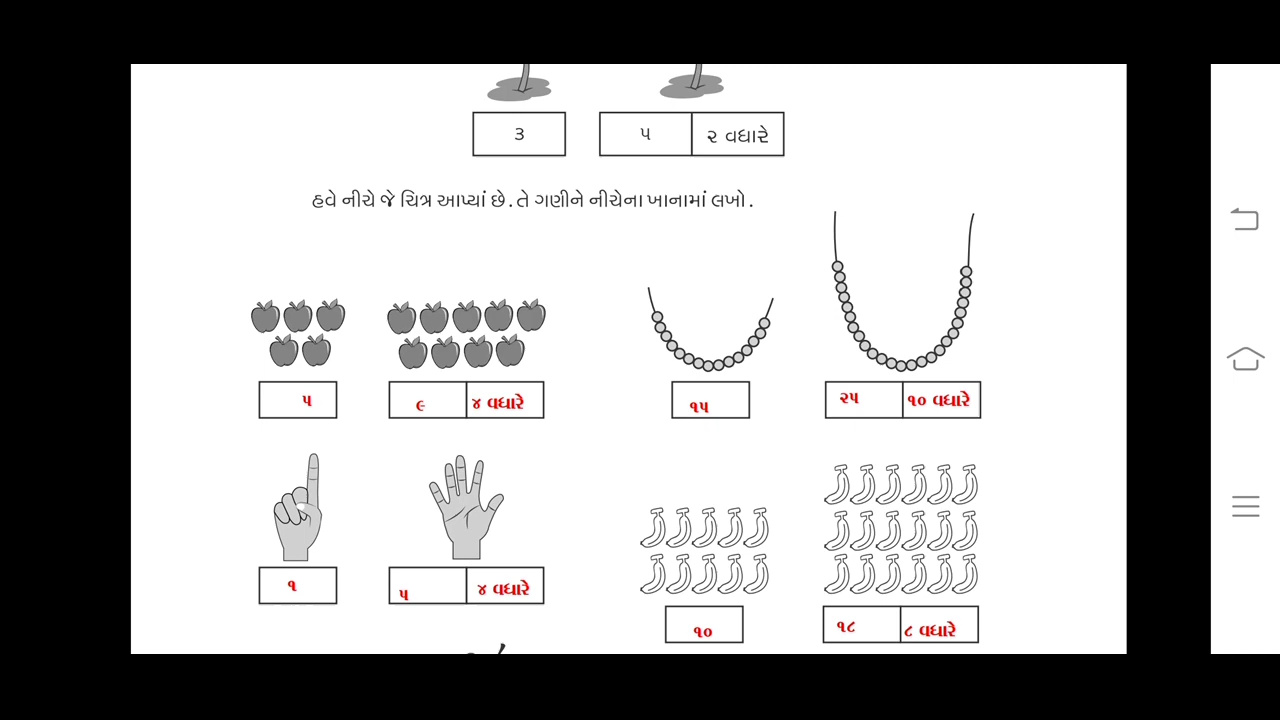 ૩ ૫ ૨ વધારે
હવે નીચે જે ચિત્ર આપ્યાં છે. તે ગણીને નીચેના ખાનામાં લખો.
૫ ૯ ૪ વધારે ૧૫ ૨૫ ૧૦ વધારે
૧ ૫ ૪ વધારે
૧૦ ૧૮ ૮ વધારે